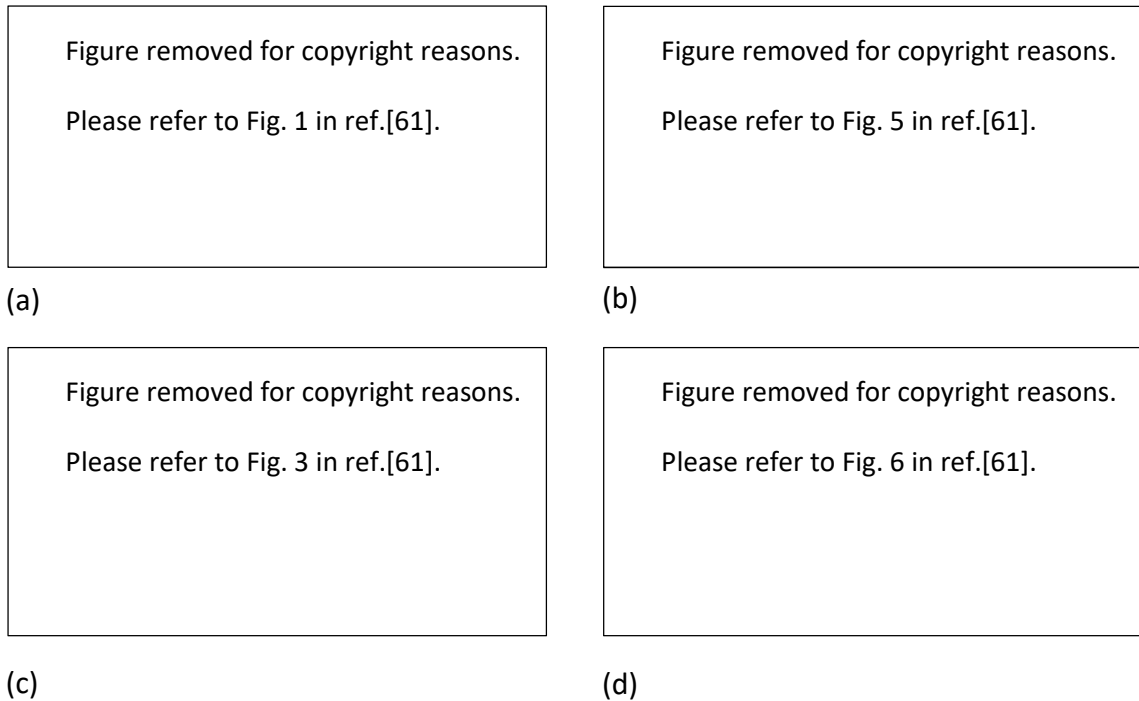 Figure removed for copyright reasons.
Please refer to Fig. 1 in ref.[61].
(a)
Figure removed for copyright reasons.
Please refer to Fig. 5 in ref.[61].
(b)
Figure removed for copyright reasons.
Please refer to Fig. 3 in ref.[61].
(c)
Figure removed for copyright reasons.
Please refer to Fig. 6 in ref.[61].
(d)